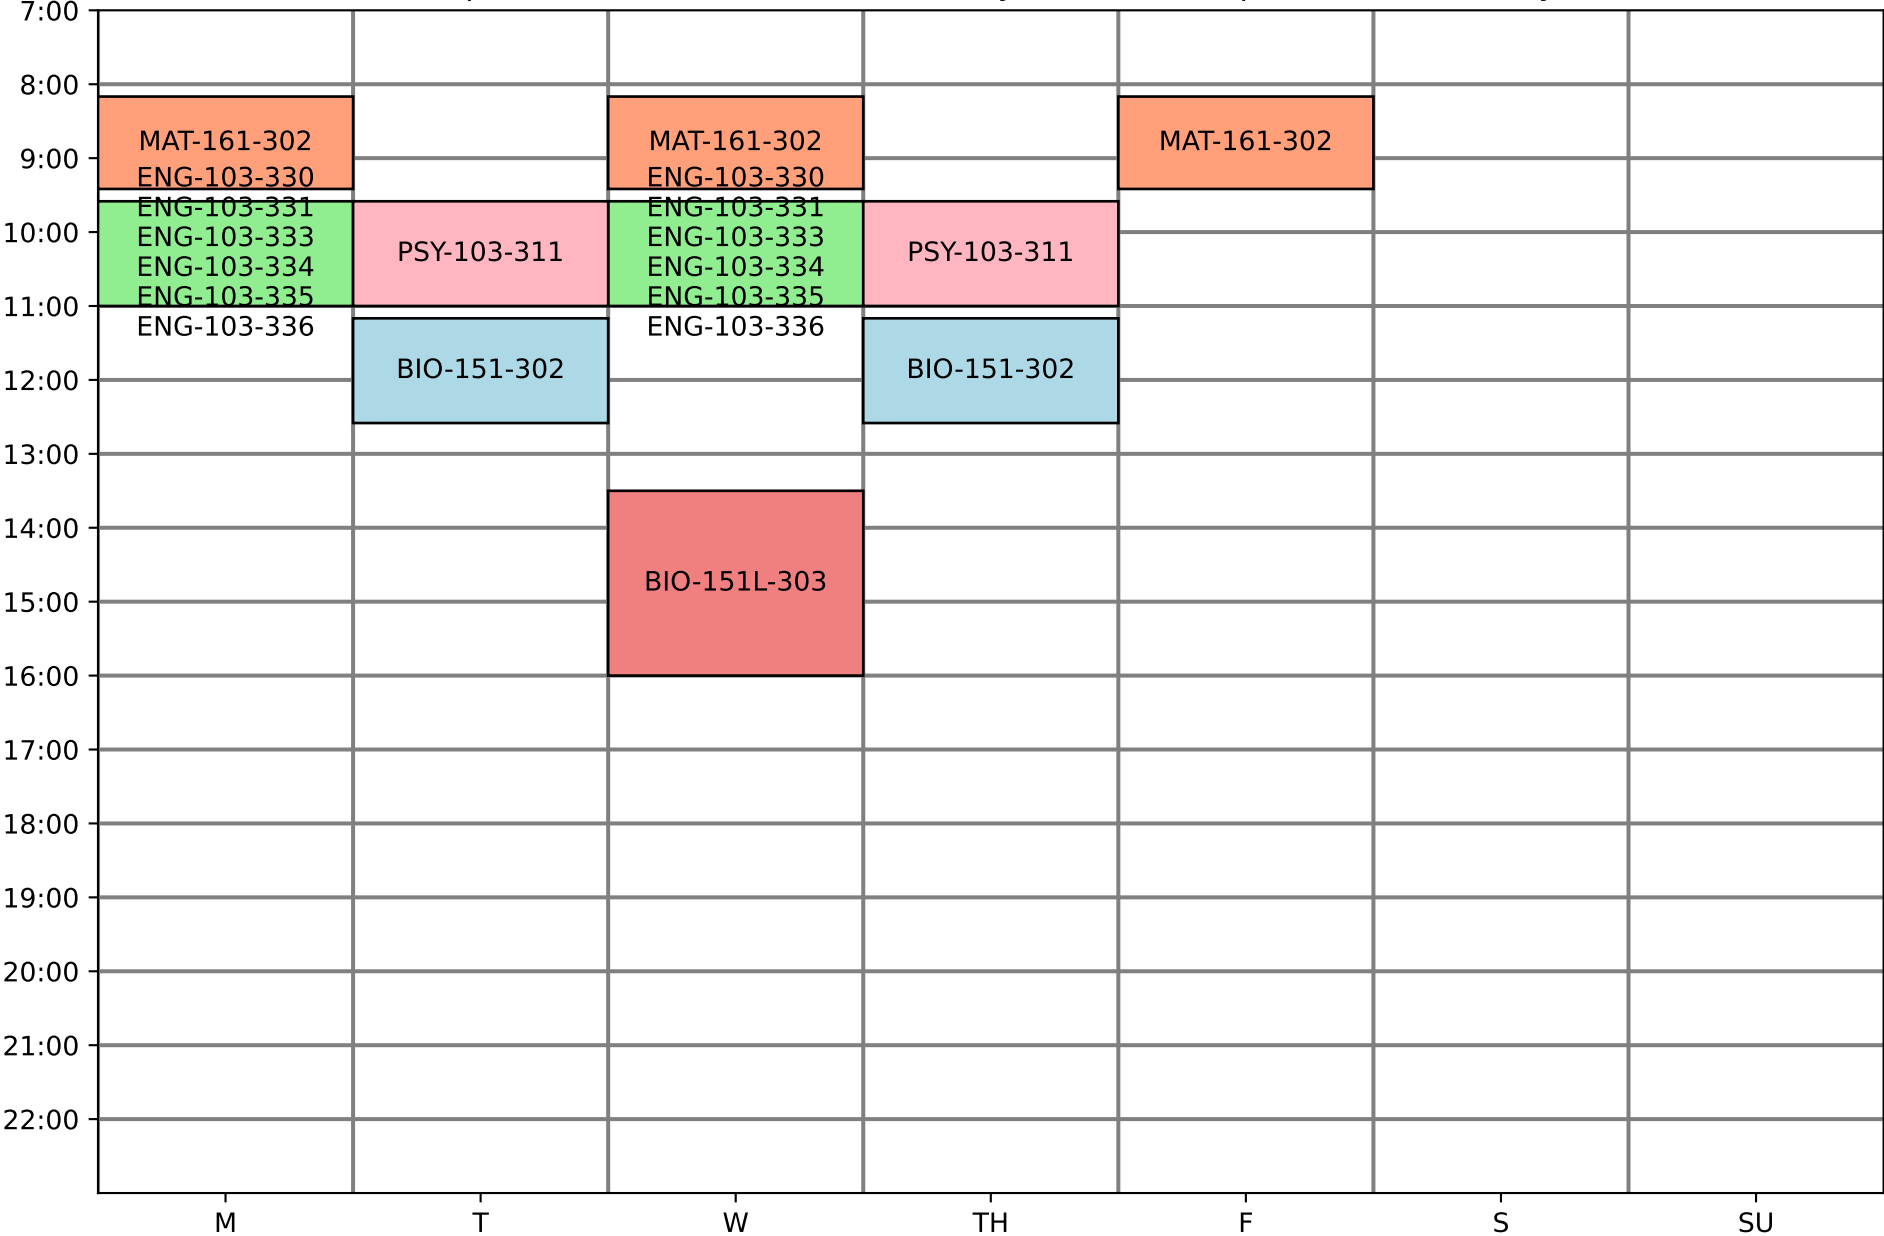 7:00
8:00
MAT-161-302 MAT-161-302 MAT-161-302
9:00
ENG-103-330 ENG-103-330
ENG-103-331 ENG-103-331
10:00 ENG-103-333 ENG-103-333
PSY-103-311 PSY-103-311
ENG-103-334 ENG-103-334
ENG-103-335 ENG-103-335
11:00
ENG-103-336 ENG-103-336
BIO-151-302 BIO-151-302
12:00
13:00
14:00
BIO-151L-303
15:00
16:00
17:00
18:00
19:00
20:00
21:00
22:00
M T W TH F S SU